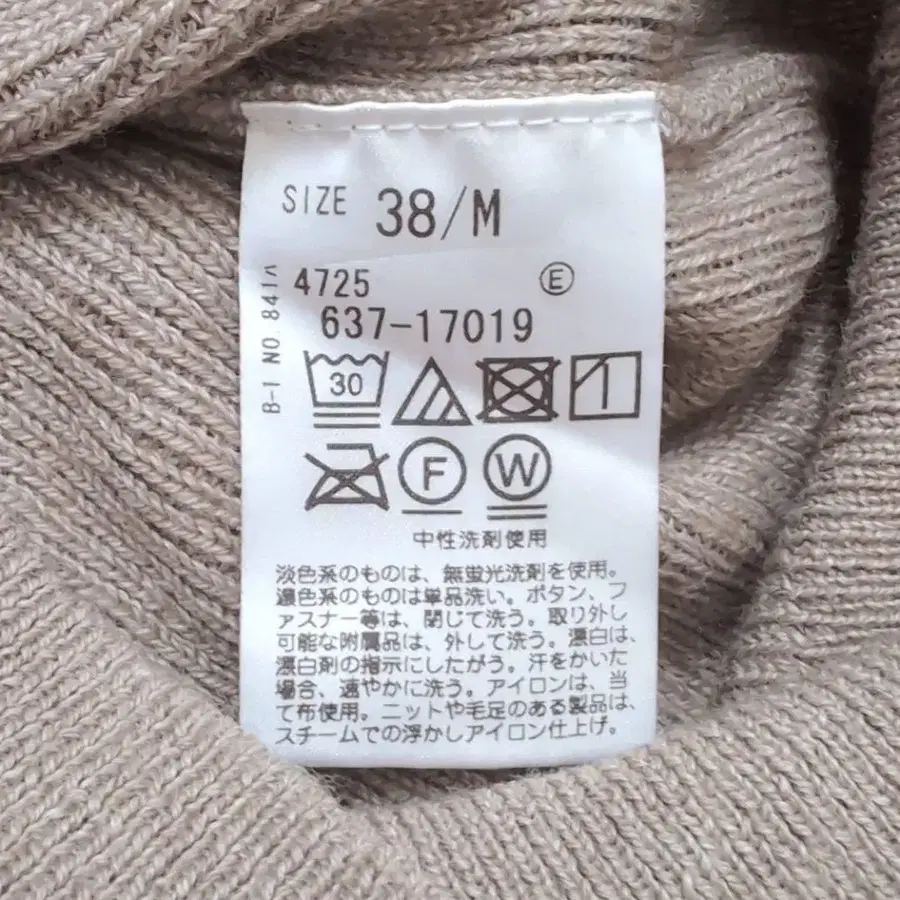 SIZE 38/M
4725 Ⓔ
637-17019
B-1 NO.841A
30
F W
中性洗剤使用
淡色系のものは、無蛍光洗剤を使用。
濃色系のものは単品洗い。ボタン、フ
ァスナー等は、閉じて洗う。取り外し
可能な附属品は、外して洗う。漂白は、
漂白剤の指示にしたがう。汗をかいた
場合、速やかに洗う。アイロンは、当
て布使用。ニットや毛足のある製品は、
スチームでの浮かしアイロン仕上げ。